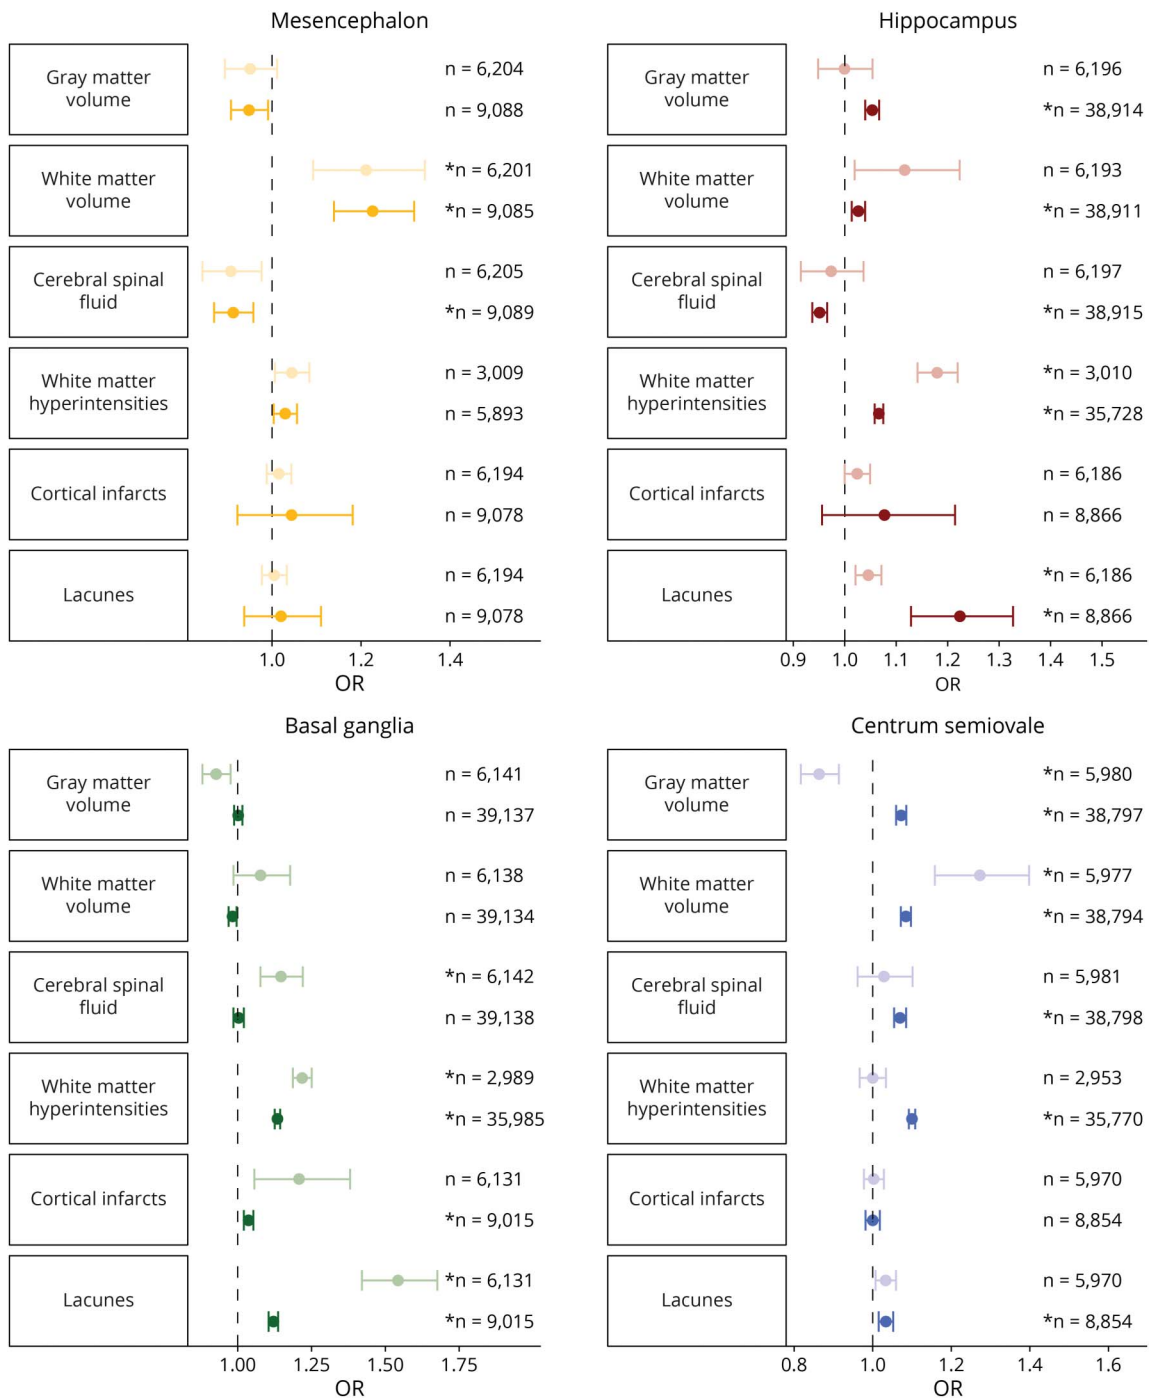 Mesencephalon
Gray matter
volume
n = 6,204
n = 9,088
White matter
volume
*n = 6,201
*n = 9,085
Cerebral spinal
fluid
n = 6,205
*n = 9,089
White matter
hyperintensities
n = 3,009
n = 5,893
Cortical infarcts
n = 6,194
n = 9,078
Lacunes
n = 6,194
n = 9,078
1.0 1.2 1.4
OR
Hippocampus
Gray matter
volume
n = 6,196
*n = 38,914
White matter
volume
n = 6,193
*n = 38,911
Cerebral spinal
fluid
n = 6,197
*n = 38,915
White matter
hyperintensities
*n = 3,010
*n = 35,728
Cortical infarcts
n = 6,186
n = 8,866
Lacunes
*n = 6,186
*n = 8,866
0.9 1.0 1.1 1.2 1.3 1.4 1.5
OR
Basal ganglia
Gray matter
volume
n = 6,141
n = 39,137
White matter
volume
n = 6,138
n = 39,134
Cerebral spinal
fluid
*n = 6,142
n = 39,138
White matter
hyperintensities
*n = 2,989
*n = 35,985
Cortical infarcts
n = 6,131
*n = 9,015
Lacunes
*n = 6,131
*n = 9,015
1.00 1.25 1.50 1.75
OR
Centrum semiovale
Gray matter
volume
*n = 5,980
*n = 38,797
White matter
volume
*n = 5,977
*n = 38,794
Cerebral spinal
fluid
n = 5,981
*n = 38,798
White matter
hyperintensities
n = 2,953
*n = 35,770
Cortical infarcts
n = 5,970
n = 8,854
Lacunes
n = 5,970
*n = 8,854
0.8 1.0 1.2 1.4 1.6
OR